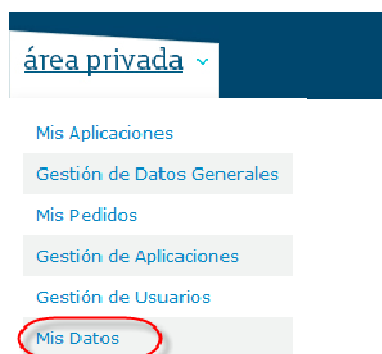 área privada
Mis Aplicaciones
Gestión de Datos Generales
Mis Pedidos
Gestión de Aplicaciones
Gestión de Usuarios
Mis Datos